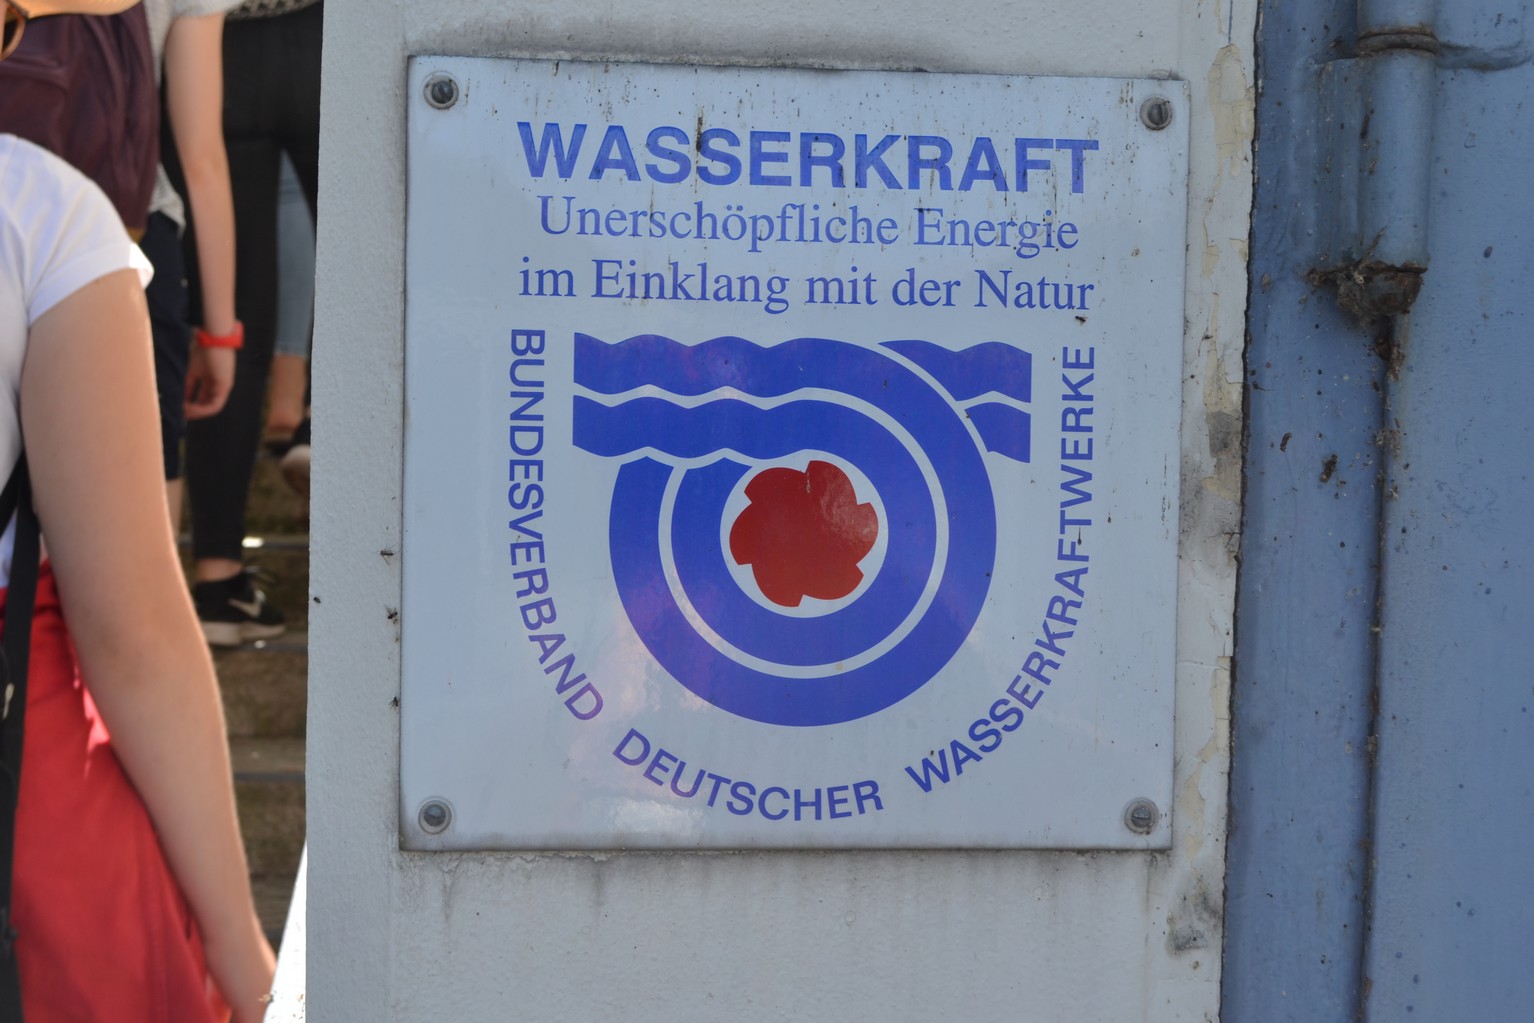 WASSERKRAFT
Unerschöpfliche Energie
im Einklang mit der Natur
BUNDESVERBAND DEUTSCHER WASSERKRAFTWERKE